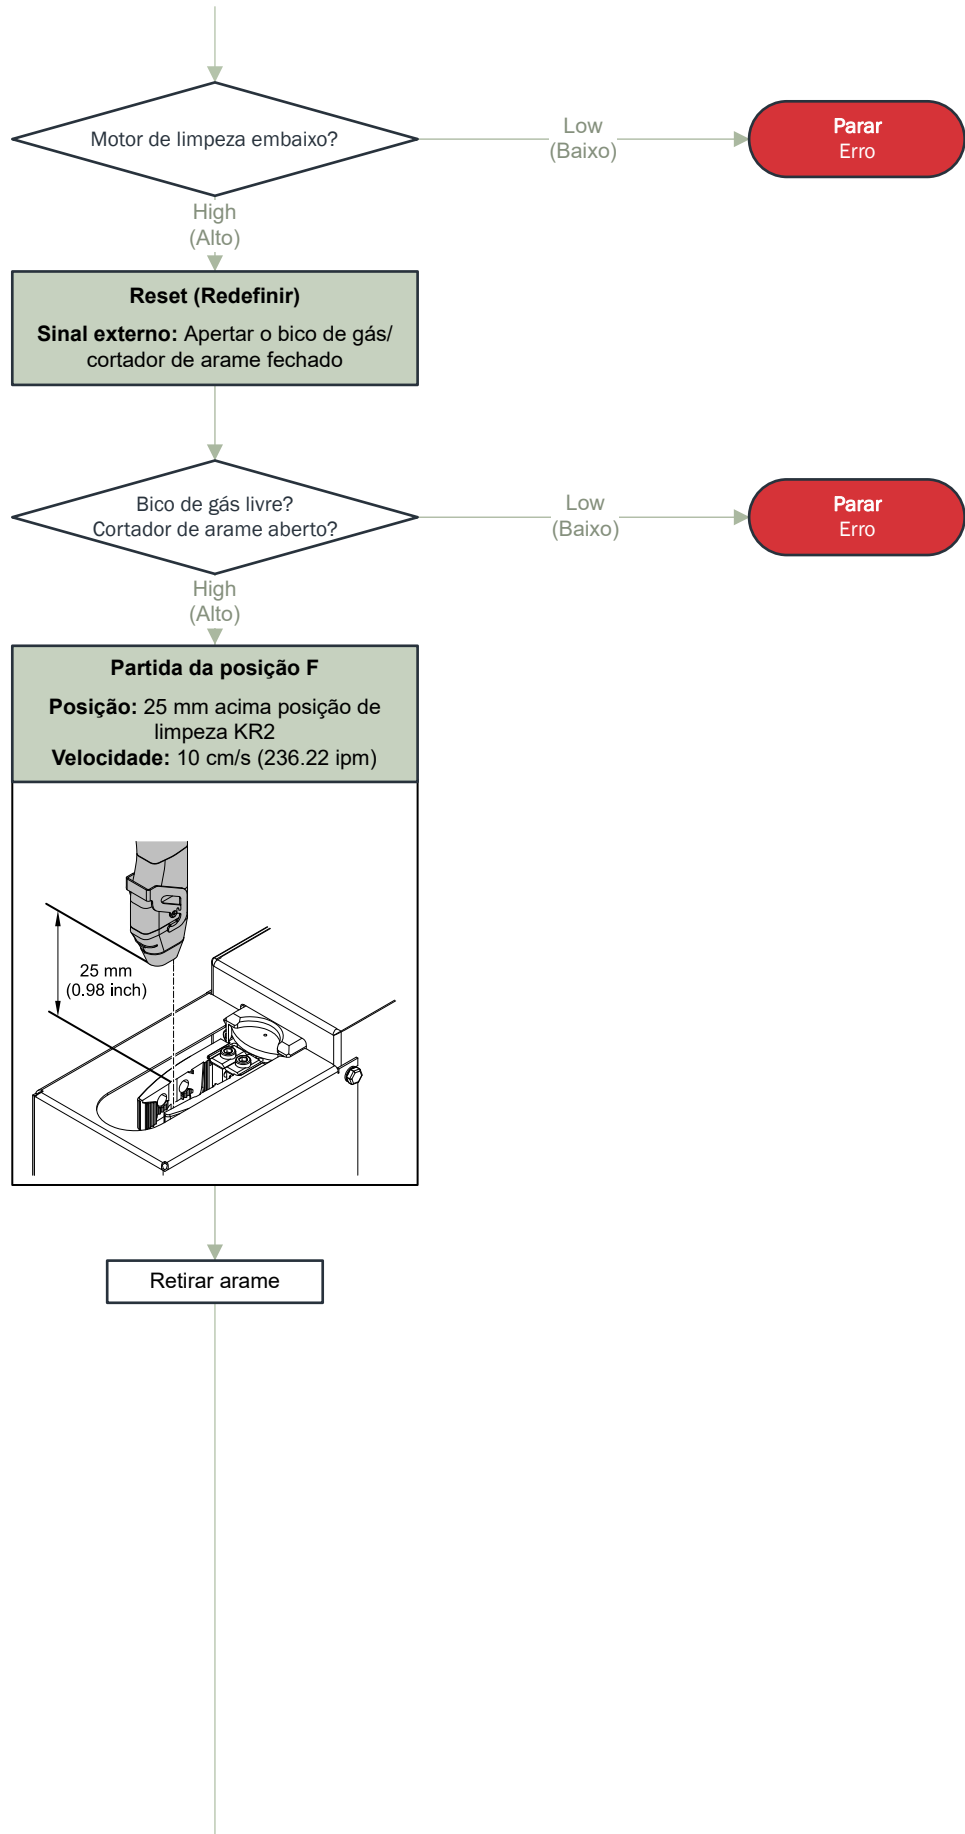 Motor de limpeza embaixo?
Low
(Baixo)
Parar
Erro
High
(Alto)
Reset (Redefinir)
Sinal externo: Apertar o bico de gás/
cortador de arame fechado
Bico de gás livre?
Cortador de arame aberto?
Low
(Baixo)
Parar
Erro
High
(Alto)
Partida da posição F
Posição: 25 mm acima posição de
limpeza KR2
Velocidade: 10 cm/s (236.22 ipm)
25 mm
(0.98 inch)
Retirar arame